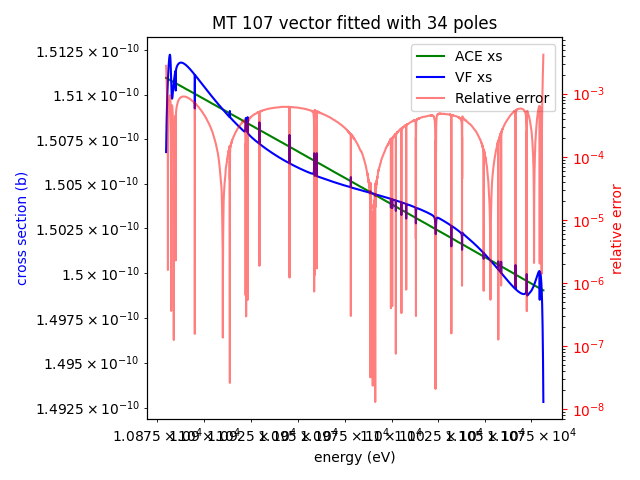 MT 107 vector fitted with 34 poles
ACE xs
VF xs
Relative error
1.5125 × 10⁻¹⁰
1.51 × 10⁻¹⁰
1.5075 × 10⁻¹⁰
1.505 × 10⁻¹⁰
1.5025 × 10⁻¹⁰
1.5 × 10⁻¹⁰
1.4975 × 10⁻¹⁰
1.495 × 10⁻¹⁰
1.4925 × 10⁻¹⁰
cross section (b)
10⁻³
10⁻⁴
10⁻⁵
10⁻⁶
10⁻⁷
10⁻⁸
relative error
energy (eV)